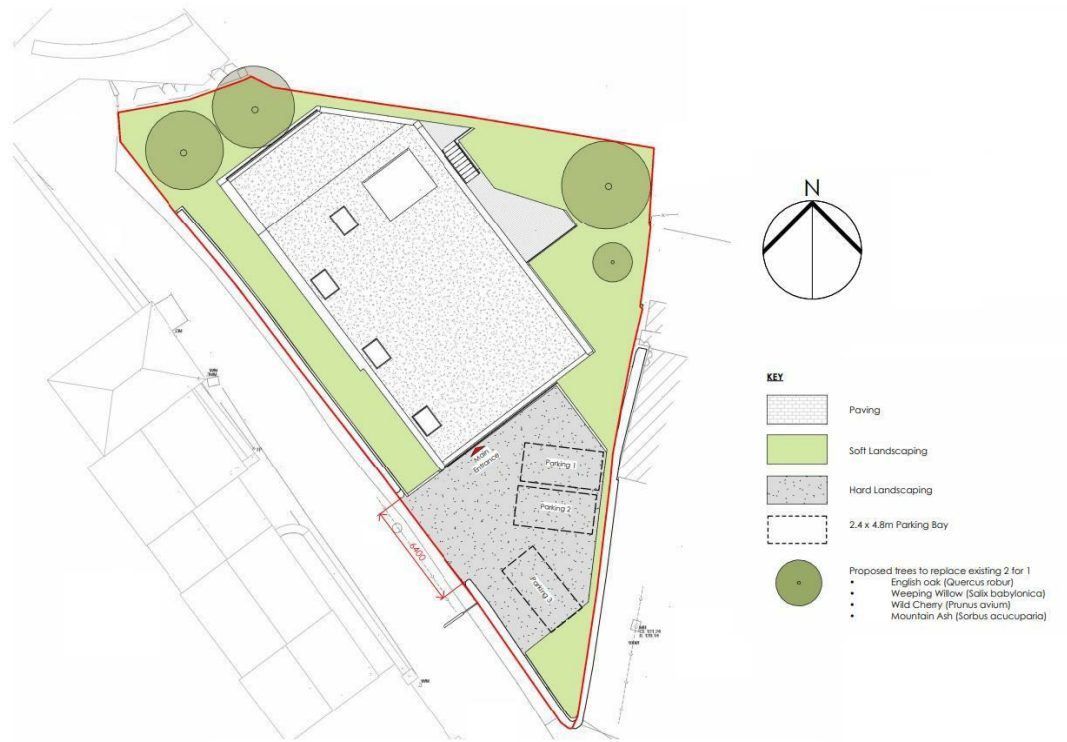 N
KEY
Paving
Soft Landscaping
Hard Landscaping
2.4 x 4.8m Parking Bay
Proposed trees to replace existing 2 for 1
• English oak (Quercus robur)
• Weeping Willow (Salix babylonica)
• Wild Cherry (Prunus avium)
• Mountain Ash (Sorbus acucuparia)
Main
Entrance
Parking 1
Parking 2
Parking 3
6400